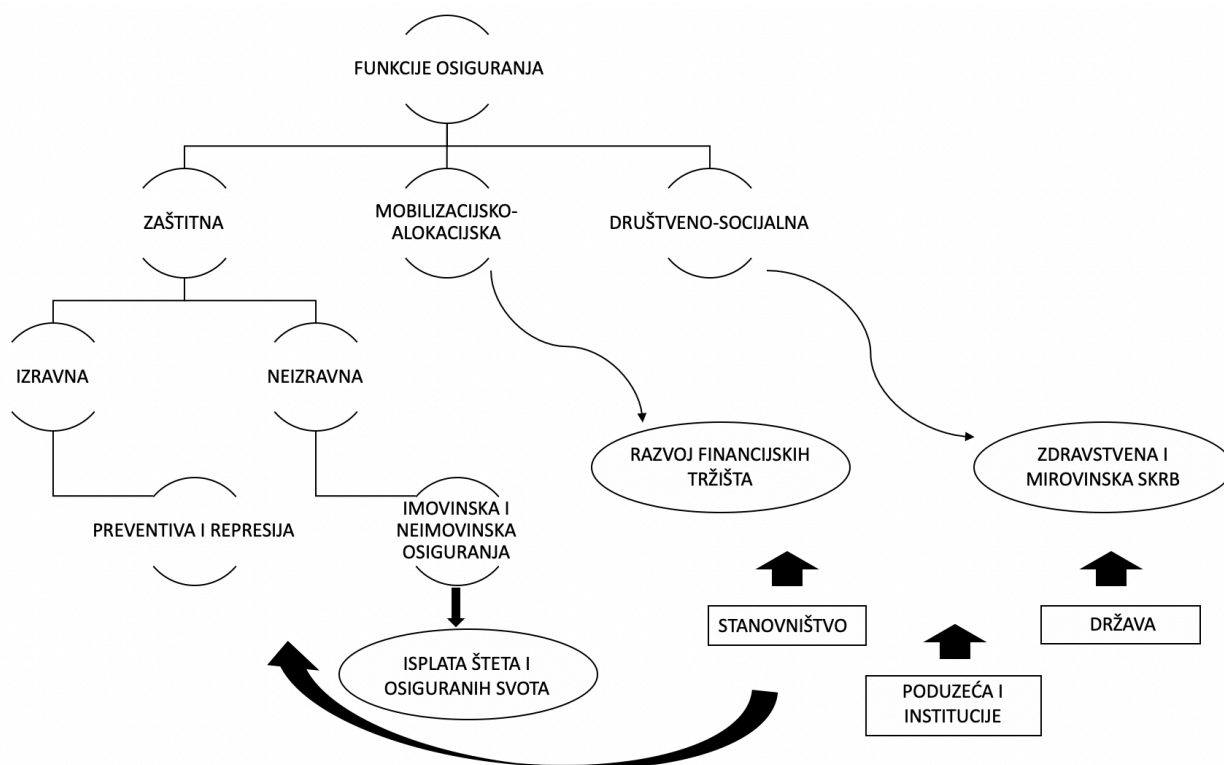 FUNKCIJE OSIGURANJA
ZAŠTITNA
MOBILIZACIJSKO-
ALOKACIJSKA
DRUŠTVENO-SOCIJALNA
IZRAVNA
NEIZRAVNA
RAZVOJ FINANCIJSKIH
TRŽIŠTA
ZDRAVSTVENA I
MIROVINSKA SKRB
PREVENTIVA I REPRESIJA
IMOVINSKA I
NEIMOVINSKA
OSIGURANJA
STANOVNIŠTVO
DRŽAVA
ISPLATA ŠTETA I
OSIGURANIH SVOTA
PODUZEĆA I
INSTITUCIJE